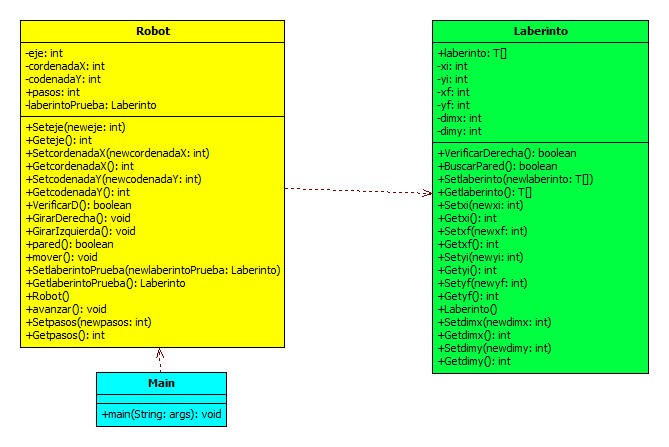 Robot
-eje: int
-cordenadaX: int
-codenadaY: int
+pasos: int
-laberintoPrueba: Laberinto
+Seteje(neweje: int)
+Geteje(): int
+SetcordenadaX(newcordenadaX: int)
+GetcordenadaX(): int
+SetcodenadaY(newcodenadaY: int)
+GetcodenadaY(): int
+VerificarD(): boolean
+GirarDerecha(): void
+GirarIzquierda(): void
+pared(): boolean
+mover(): void
+SetlaberintoPrueba(newlaberintoPrueba: Laberinto)
+GetlaberintoPrueba(): Laberinto
+Robot()
+avanzar(): void
+Setpasos(newpasos: int)
+Getpasos(): int
Laberinto
+laberinto: T[]
-xi: int
-yi: int
-xf: int
-yf: int
-dimx: int
-dimy: int
+VerificarDerecha(): boolean
+BuscarPared(): boolean
+Setlaberinto(newlaberinto: T[])
+Getlaberinto(): T[]
+Setxi(newxi: int)
+Getxi(): int
+Setxf(newxf: int)
+Getxf(): int
+Setyi(newyi: int)
+Getyi(): int
+Setyf(newyf: int)
+Getyf(): int
+Laberinto()
+Setdimx(newdimx: int)
+Getdimx(): int
+Setdimy(newdimy: int)
+Getdimy(): int
Main
+main(String: args): void